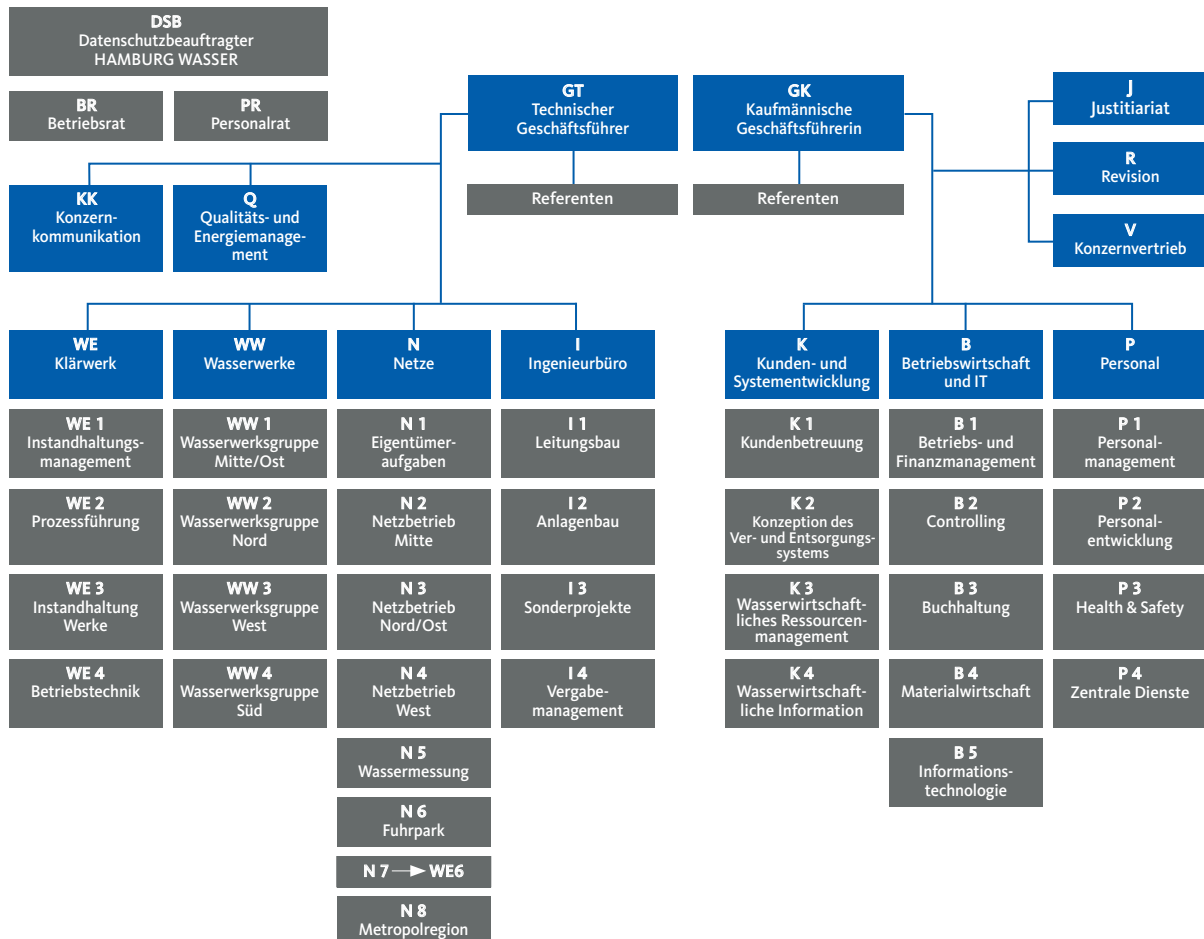 DSB
Datenschutzbeauftragter
HAMBURG WASSER
BR
Betriebsrat
PR
Personalrat
GT
Technischer
Geschäftsführer
GK
Kaufmännische
Geschäftsführerin
J
Justitiariat
R
Revision
V
Konzernvertrieb
Referenten
Referenten
KK
Konzern-
kommunikation
Q
Qualitäts- und
Energiemanage-
ment
WE
Klärwerk
WW
Wasserwerke
N
Netze
I
Ingenieurbüro
K
Kunden- und
Systementwicklung
B
Betriebswirtschaft
und IT
P
Personal
WE 1
Instandhaltungs-
management
WW 1
Wasserwerksgruppe
Mitte/Ost
N 1
Eigentümer-
aufgaben
I 1
Leitungsbau
K 1
Kundenbetreuung
B 1
Betriebs- und
Finanzmanagement
P 1
Personal-
management
WE 2
Prozessführung
WW 2
Wasserwerksgruppe
Nord
N 2
Netzbetrieb
Mitte
I 2
Anlagenbau
K 2
Konzeption des
Ver- und Entsorgungs-
systems
B 2
Controlling
P 2
Personal-
entwicklung
WE 3
Instandhaltung
Werke
WW 3
Wasserwerksgruppe
West
N 3
Netzbetrieb
Nord/Ost
I 3
Sonderprojekte
K 3
Wasserwirtschaft-
liches Ressourcen-
management
B 3
Buchhaltung
P 3
Health & Safety
WE 4
Betriebstechnik
WW 4
Wasserwerksgruppe
Süd
N 4
Netzbetrieb
West
I 4
Vergabe-
management
K 4
Wasserwirtschaft-
liche Information
B 4
Materialwirtschaft
P 4
Zentrale Dienste
N 5
Wassermessung
B 5
Informations-
technologie
N 6
Fuhrpark
N 7 → WE6
N 8
Metropolregion